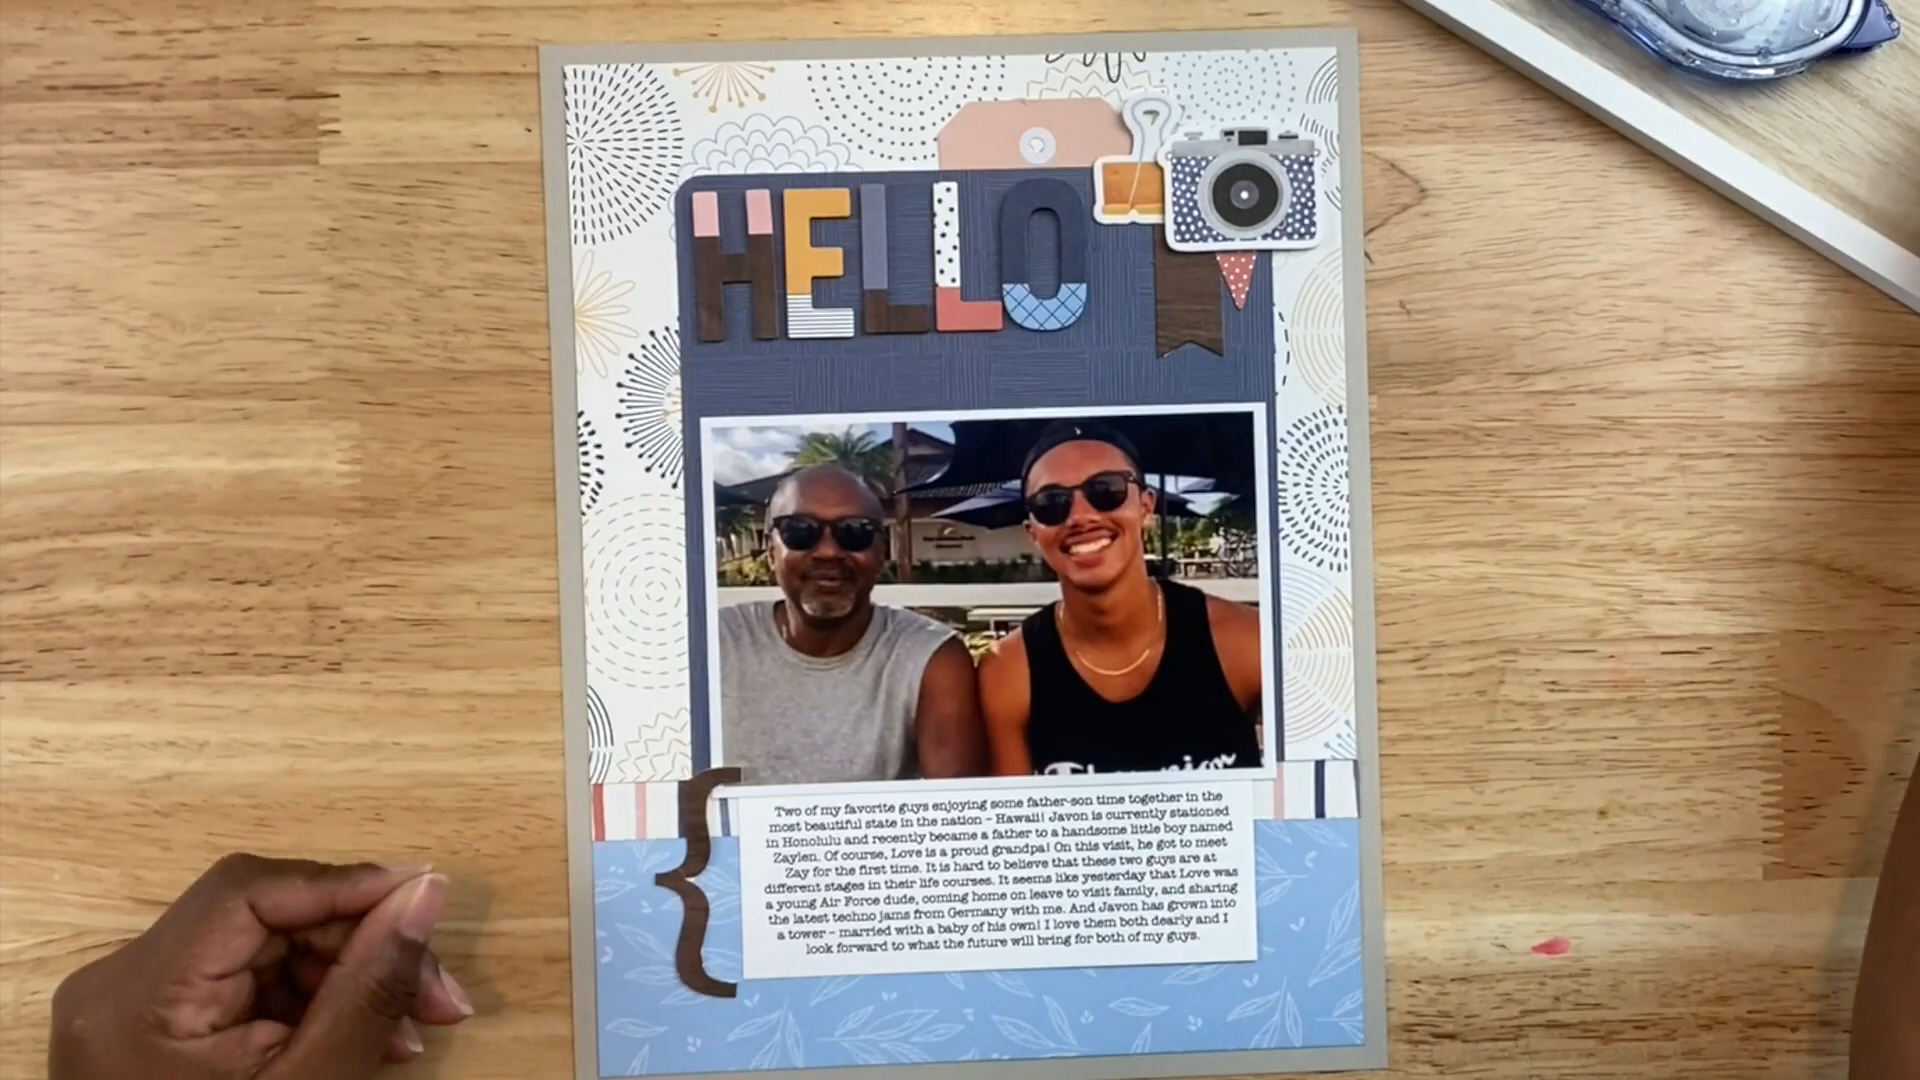 HELLO
Champion
Two of my favorite guys enjoying some father-son time together in the
most beautiful state in the nation – Hawaii! Javon is currently stationed
in Honolulu and recently became a father to a handsome little boy named
Zaylen. Of course, Love is a proud grandpa! On this visit, he got to meet
Zay for the first time. It is hard to believe that these two guys are at
different stages in their life courses. It seems like yesterday that Love was
a young Air Force dude, coming home on leave to visit family, and sharing
the latest techno jams from Germany with me. And Javon has grown into
a tower – married with a baby of his own! I love them both dearly and I
look forward to what the future will bring for both of my guys.